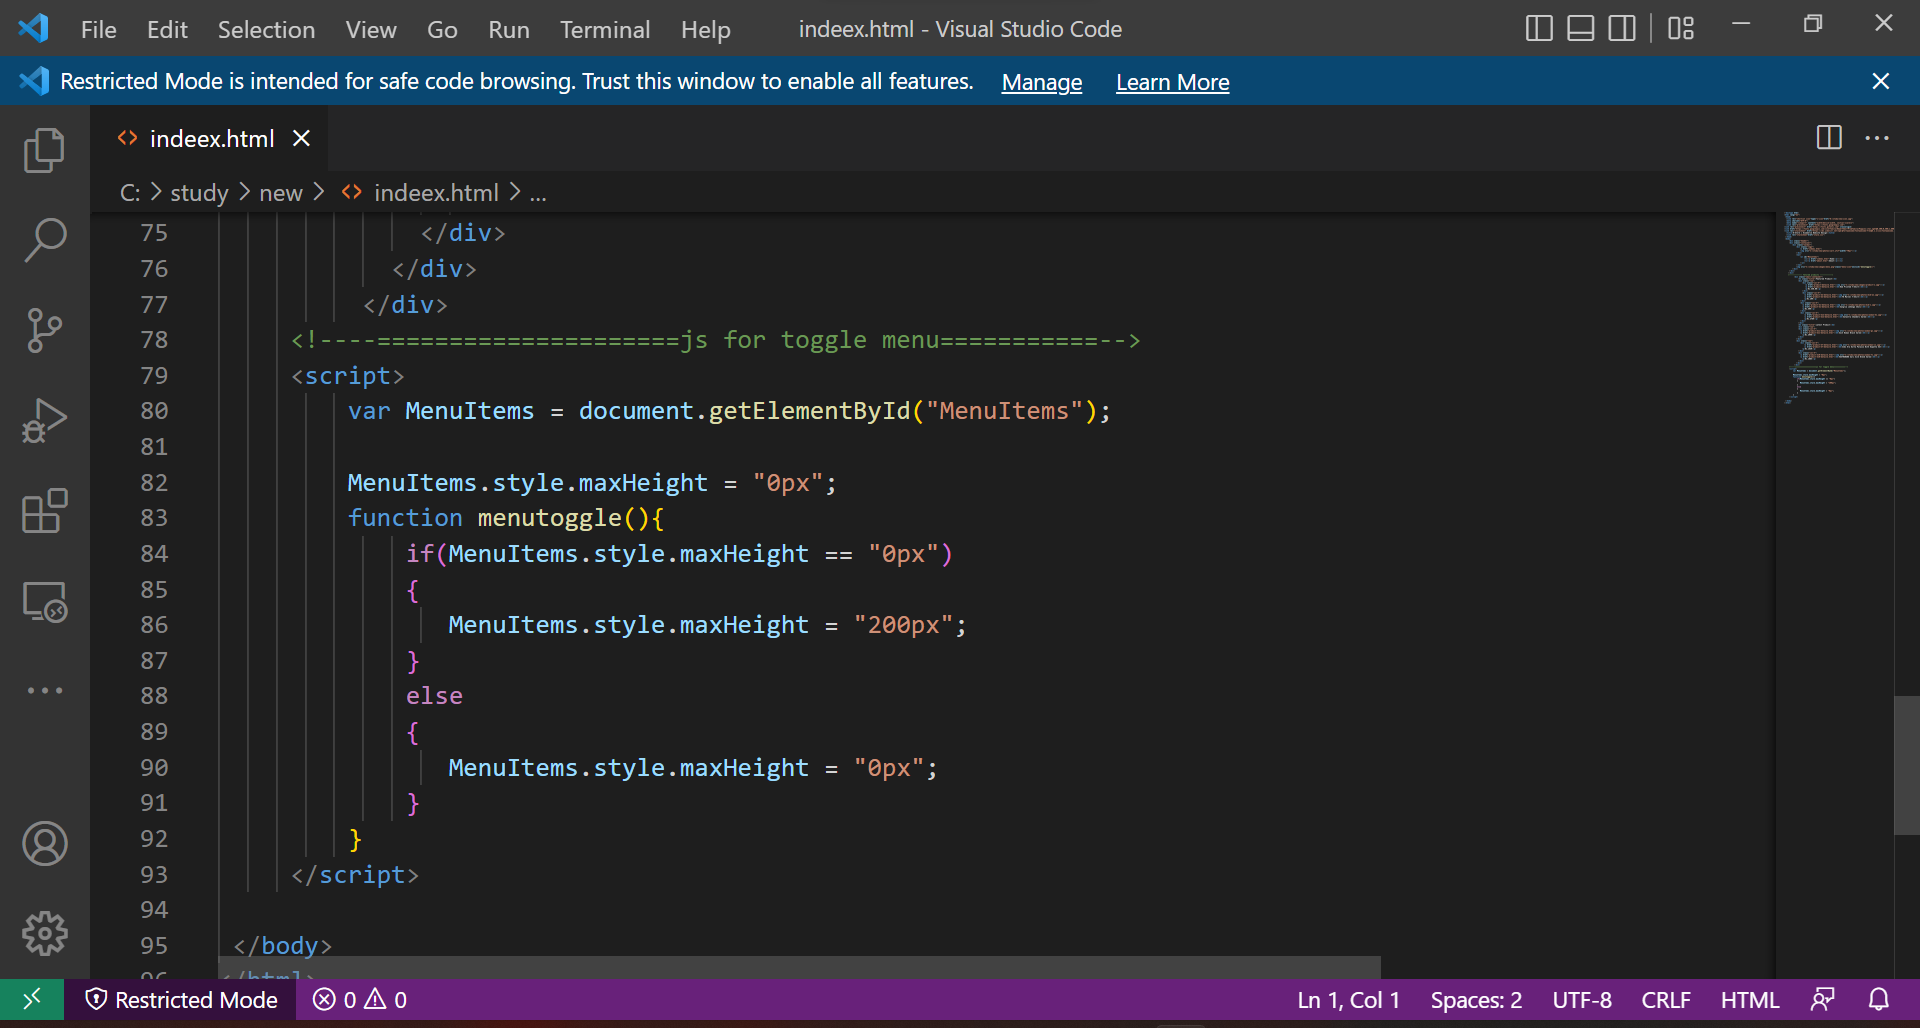 File Edit Selection View Go Run Terminal Help indeex.html - Visual Studio Code
Restricted Mode is intended for safe code browsing. Trust this window to enable all features. Manage Learn More
indeex.html
C: > study > new > indeex.html > ...
75 </div>
76 </div>
77 </div>
78 <!----=====================js for toggle menu===========-->
79 <script>
80 var MenuItems = document.getElementById("MenuItems");
81
82 MenuItems.style.maxHeight = "0px";
83 function menutoggle(){
84 if(MenuItems.style.maxHeight == "0px")
85 {
86 MenuItems.style.maxHeight = "200px";
87 }
88 else
89 {
90 MenuItems.style.maxHeight = "0px";
91 }
92 }
93 </script>
94
95 </body>
96 </html>
Restricted Mode 0 0 Ln 1, Col 1 Spaces: 2 UTF-8 CRLF HTML